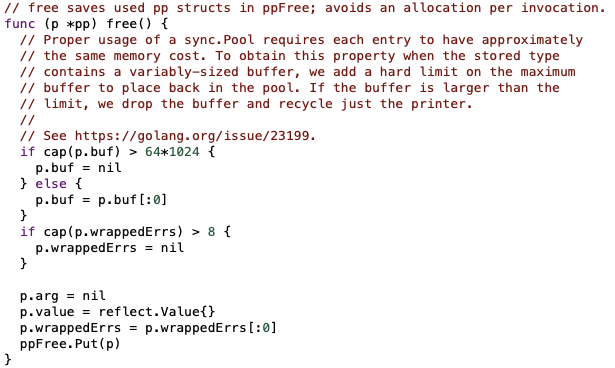 // free saves used pp structs in ppFree; avoids an allocation per invocation.
func (p *pp) free() {
  // Proper usage of a sync.Pool requires each entry to have approximately
  // the same memory cost. To obtain this property when the stored type
  // contains a variably-sized buffer, we add a hard limit on the maximum
  // buffer to place back in the pool. If the buffer is larger than the
  // limit, we drop the buffer and recycle just the printer.
  //
  // See https://golang.org/issue/23199.
  if cap(p.buf) > 64*1024 {
    p.buf = nil
  } else {
    p.buf = p.buf[:0]
  }
  if cap(p.wrappedErrs) > 8 {
    p.wrappedErrs = nil
  }

  p.arg = nil
  p.value = reflect.Value{}
  p.wrappedErrs = p.wrappedErrs[:0]
  ppFree.Put(p)
}